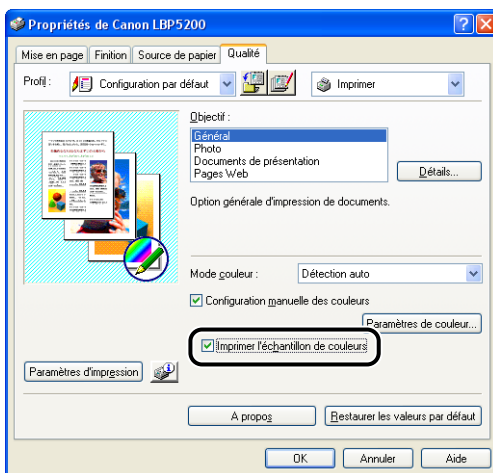 Propriétés de Canon LBP5200
Mise en page
Finition
Source de papier
Qualité
Profil :
Configuration par défaut
Imprimer
Objectif :
Général
Photo
Documents de présentation
Pages Web
Détails...
Option générale d'impression de documents.
Mode couleur :
Détection auto
Configuration manuelle des couleurs
Paramètres de couleur...
Imprimer l'échantillon de couleurs
Paramètres d'impression
A propos
Restaurer les valeurs par défaut
OK
Annuler
Aide